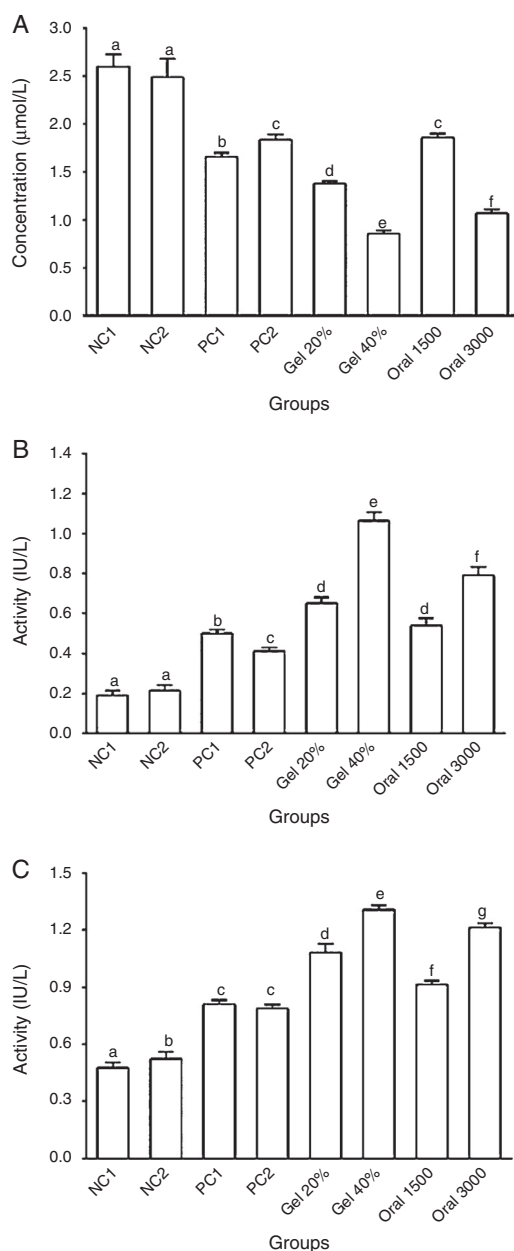 A
Concentration (μmol/L)
3.0
2.5
2.0
1.5
1.0
0.5
0.0
a
a
b
c
d
e
c
f
NC1
NC2
PC1
PC2
Gel 20%
Gel 40%
Oral 1500
Oral 3000
Groups
B
Activity (IU/L)
1.4
1.2
1.0
0.8
0.6
0.4
0.2
0.0
a
a
b
c
d
e
d
f
NC1
NC2
PC1
PC2
Gel 20%
Gel 40%
Oral 1500
Oral 3000
Groups
C
Activity (IU/L)
1.5
1.2
0.9
0.6
0.3
0.0
a
b
c
c
d
e
f
g
NC1
NC2
PC1
PC2
Gel 20%
Gel 40%
Oral 1500
Oral 3000
Groups